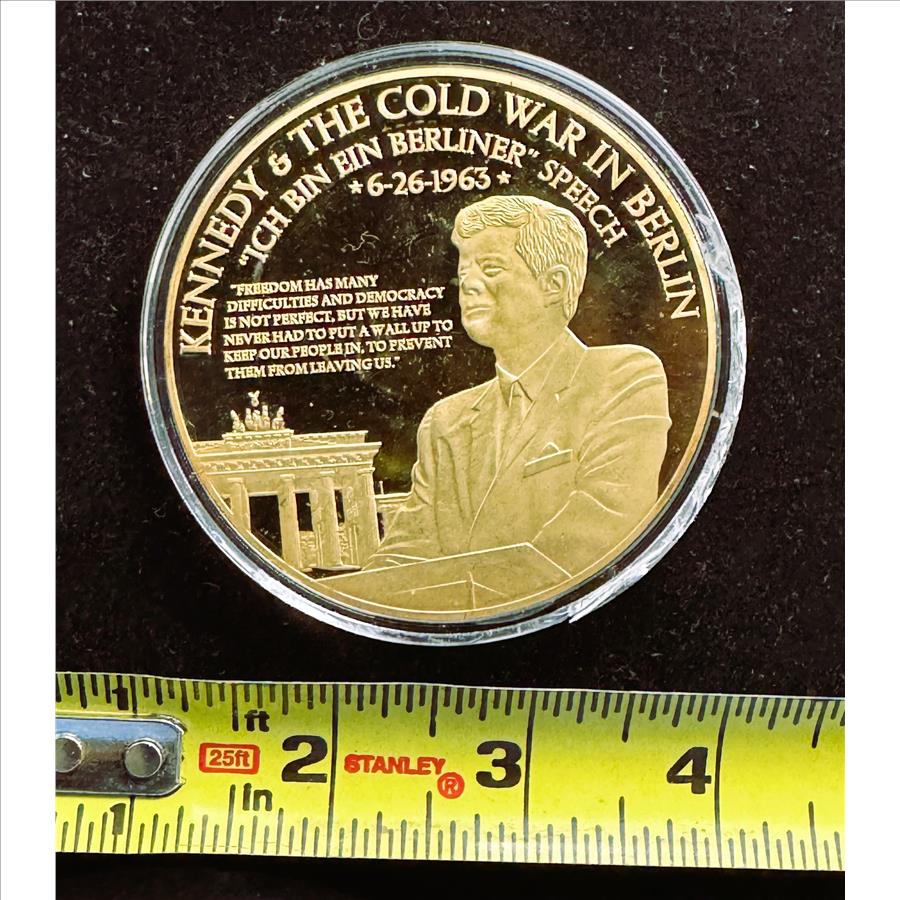 KENNEDY & THE COLD WAR IN BERLIN
"ICH BIN EIN BERLINER" SPEECH
* 6-26-1963 *
"FREEDOM HAS MANY
DIFFICULTIES AND DEMOCRACY
IS NOT PERFECT, BUT WE HAVE
NEVER HAD TO PUT A WALL UP TO
KEEP OUR PEOPLE IN, TO PREVENT
THEM FROM LEAVING US."
1
ft
25ft 2 STANLEY® 3 4
in
1